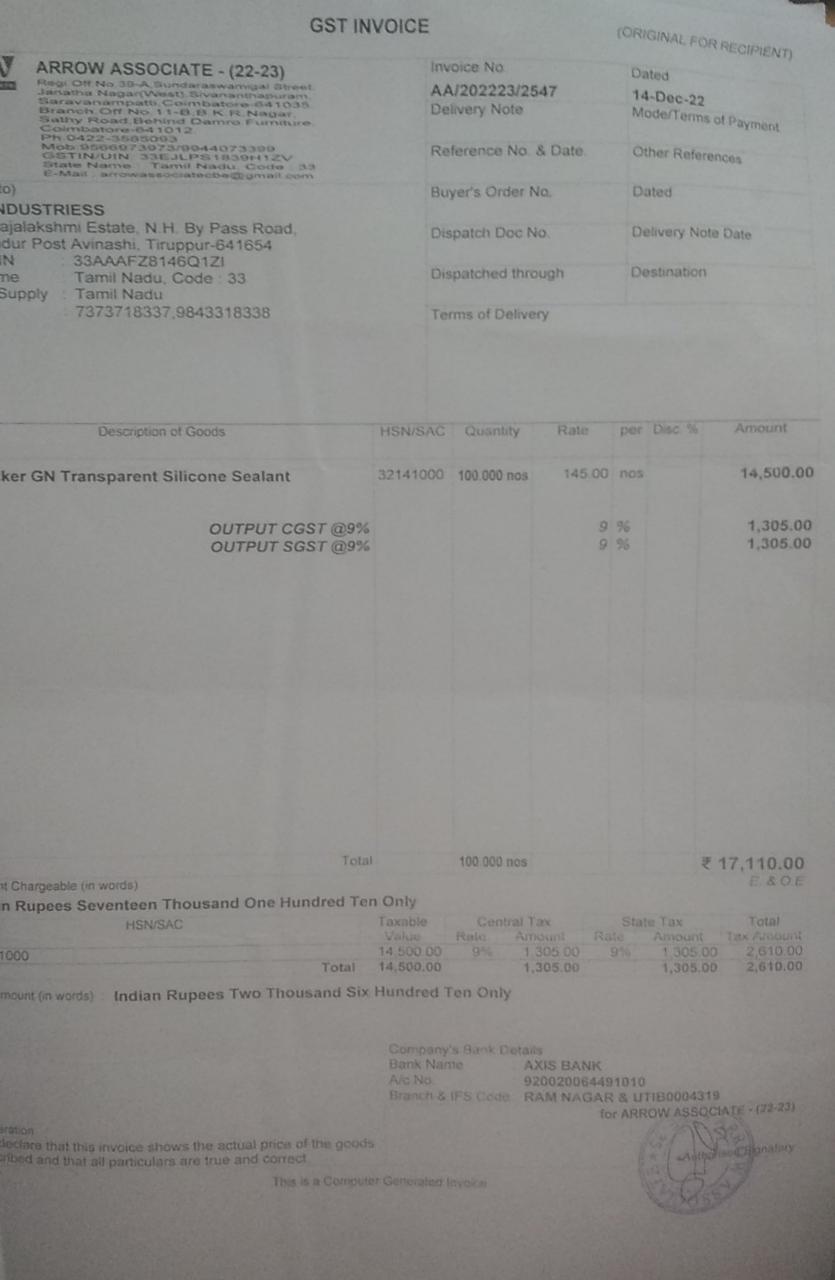 GST INVOICE
(ORIGINAL FOR RECIPIENT)
ARROW ASSOCIATE - (22-23)
Regi Off No 39-A,Sundaraswamigal Street,
Janatha Nagar(West),Sivananthapuram,
Saravanampatti,Coimbatore-641035
Branch Off No 11-B,B.K.R.Nagar,
Sathy Road,Behind Damro Furniture,
Coimbatore-641012
Ph.0422-3585093
GSTIN/UIN: 33EJLPS1839H1ZV
State Name : Tamil Nadu, Code : 33
E-Mail : arrowassociatecbe@gmail.com
Invoice No.
AA/202223/2547
Dated
14-Dec-22
Delivery Note
Mode/Terms of Payment
Reference No. & Date.
Other References
Buyer's Order No.
Dated
Dispatch Doc No.
Delivery Note Date
Dispatched through
Destination
Terms of Delivery
to)
NDUSTRIESS
ajalakshmi Estate, N.H. By Pass Road,
dur Post Avinashi, Tiruppur-641654
IN : 33AAAFZ8146Q1ZI
me : Tamil Nadu, Code : 33
Supply : Tamil Nadu
: 7373718337,9843318338
Description of Goods HSN/SAC Quantity Rate per Disc. % Amount
ker GN Transparent Silicone Sealant 32141000 100.000 nos 145.00 nos 14,500.00
OUTPUT CGST @9% 9 % 1,305.00
OUTPUT SGST @9% 9 % 1,305.00
Total 100.000 nos ₹ 17,110.00
nt Chargeable (in words) E. & O.E
n Rupees Seventeen Thousand One Hundred Ten Only
HSN/SAC Taxable Central Tax State Tax Total
Value Rate Amount Rate Amount Tax Amount
1000 14,500.00 9% 1,305.00 9% 1,305.00 2,610.00
Total 14,500.00 1,305.00 1,305.00 2,610.00
mount (in words) : Indian Rupees Two Thousand Six Hundred Ten Only
Company's Bank Details
Bank Name : AXIS BANK
A/c No. : 920020064491010
Branch & IFS Code : RAM NAGAR & UTIB0004319
for ARROW ASSOCIATE - (22-23)
aration
declare that this invoice shows the actual price of the goods
ribed and that all particulars are true and correct.
Authorised Signatory
This is a Computer Generated Invoice